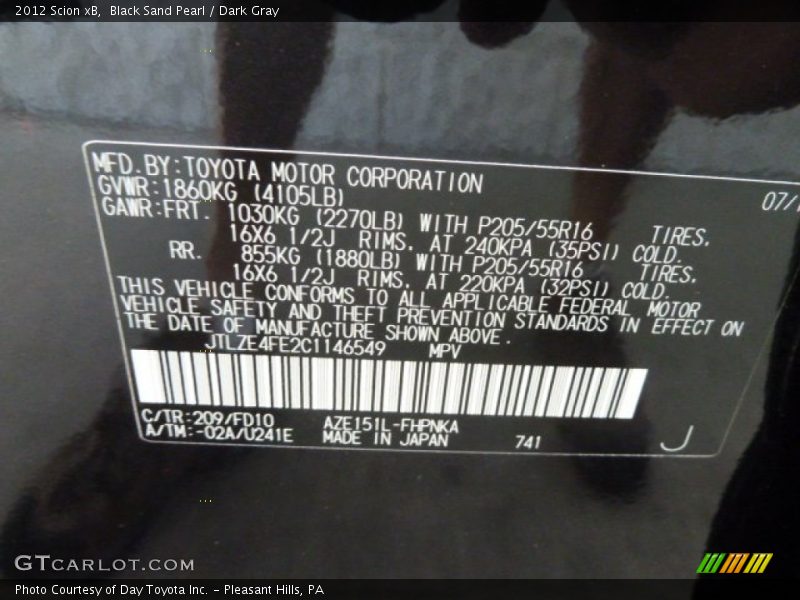 2012 Scion xB, Black Sand Pearl / Dark Gray
MFD.BY:TOYOTA MOTOR CORPORATION
07/1
GVWR:1860KG (4105LB)
GAWR:FRT. 1030KG (2270LB) WITH P205/55R16 TIRES.
16X6 1/2J RIMS. AT 240KPA (35PSI) COLD.
RR. 855KG (1880LB) WITH P205/55R16 TIRES.
16X6 1/2J RIMS. AT 220KPA (32PSI) COLD.
THIS VEHICLE CONFORMS TO ALL APPLICABLE FEDERAL MOTOR
VEHICLE SAFETY AND THEFT PREVENTION STANDARDS IN EFFECT ON
THE DATE OF MANUFACTURE SHOWN ABOVE.
JTLZE4FE2C1146549 MPV
C/TR:209/FD10 AZE151L-FHPNKA
A/TM:-02A/U241E MADE IN JAPAN 741 J
GTCARLOT.COM
Photo Courtesy of Day Toyota Inc. - Pleasant Hills, PA